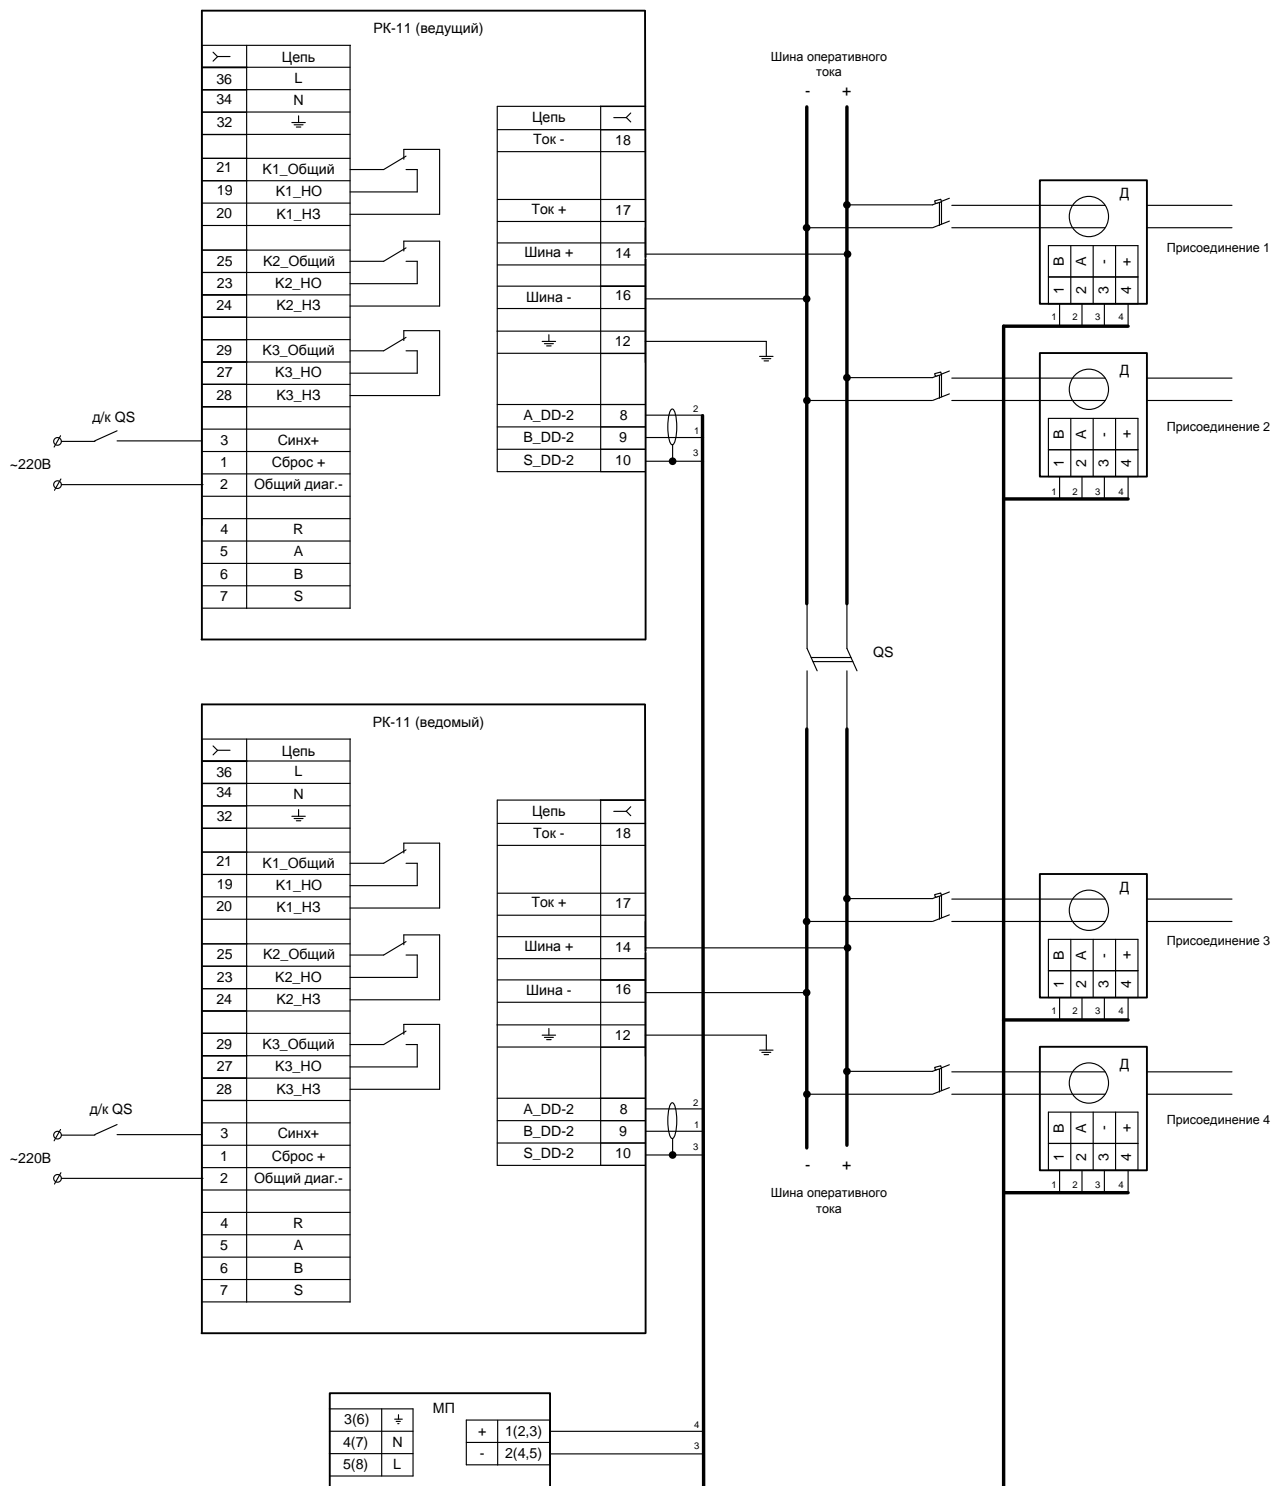 РК-11 (ведущий)
Цепь
36 L
34 N
32
21 К1_Общий
19 К1_НО
20 К1_НЗ
25 К2_Общий
23 К2_НО
24 К2_НЗ
29 К3_Общий
27 К3_НО
28 К3_НЗ
3 Синх+
1 Сброс +
2 Общий диаг.-
4 R
5 A
6 B
7 S
Цепь
Ток - 18
Ток + 17
Шина + 14
Шина - 16
12
A_DD-2 8 2
B_DD-2 9 1
S_DD-2 10 3
д/к QS
~220В
Шина оперативного
тока
- +
Д
Присоединение 1
B A - +
1 2 3 4
1 2 3 4
Д
Присоединение 2
B A - +
1 2 3 4
1 2 3 4
QS
РК-11 (ведомый)
Цепь
36 L
34 N
32
21 К1_Общий
19 К1_НО
20 К1_НЗ
25 К2_Общий
23 К2_НО
24 К2_НЗ
29 К3_Общий
27 К3_НО
28 К3_НЗ
3 Синх+
1 Сброс +
2 Общий диаг.-
4 R
5 A
6 B
7 S
Цепь
Ток - 18
Ток + 17
Шина + 14
Шина - 16
12
A_DD-2 8 2
B_DD-2 9 1
S_DD-2 10 3
д/к QS
~220В
Д
Присоединение 3
B A - +
1 2 3 4
1 2 3 4
Д
Присоединение 4
B A - +
1 2 3 4
1 2 3 4
- +
Шина оперативного
тока
МП
3(6)
4(7) N
5(8) L
+ 1(2,3) 4
- 2(4,5) 3